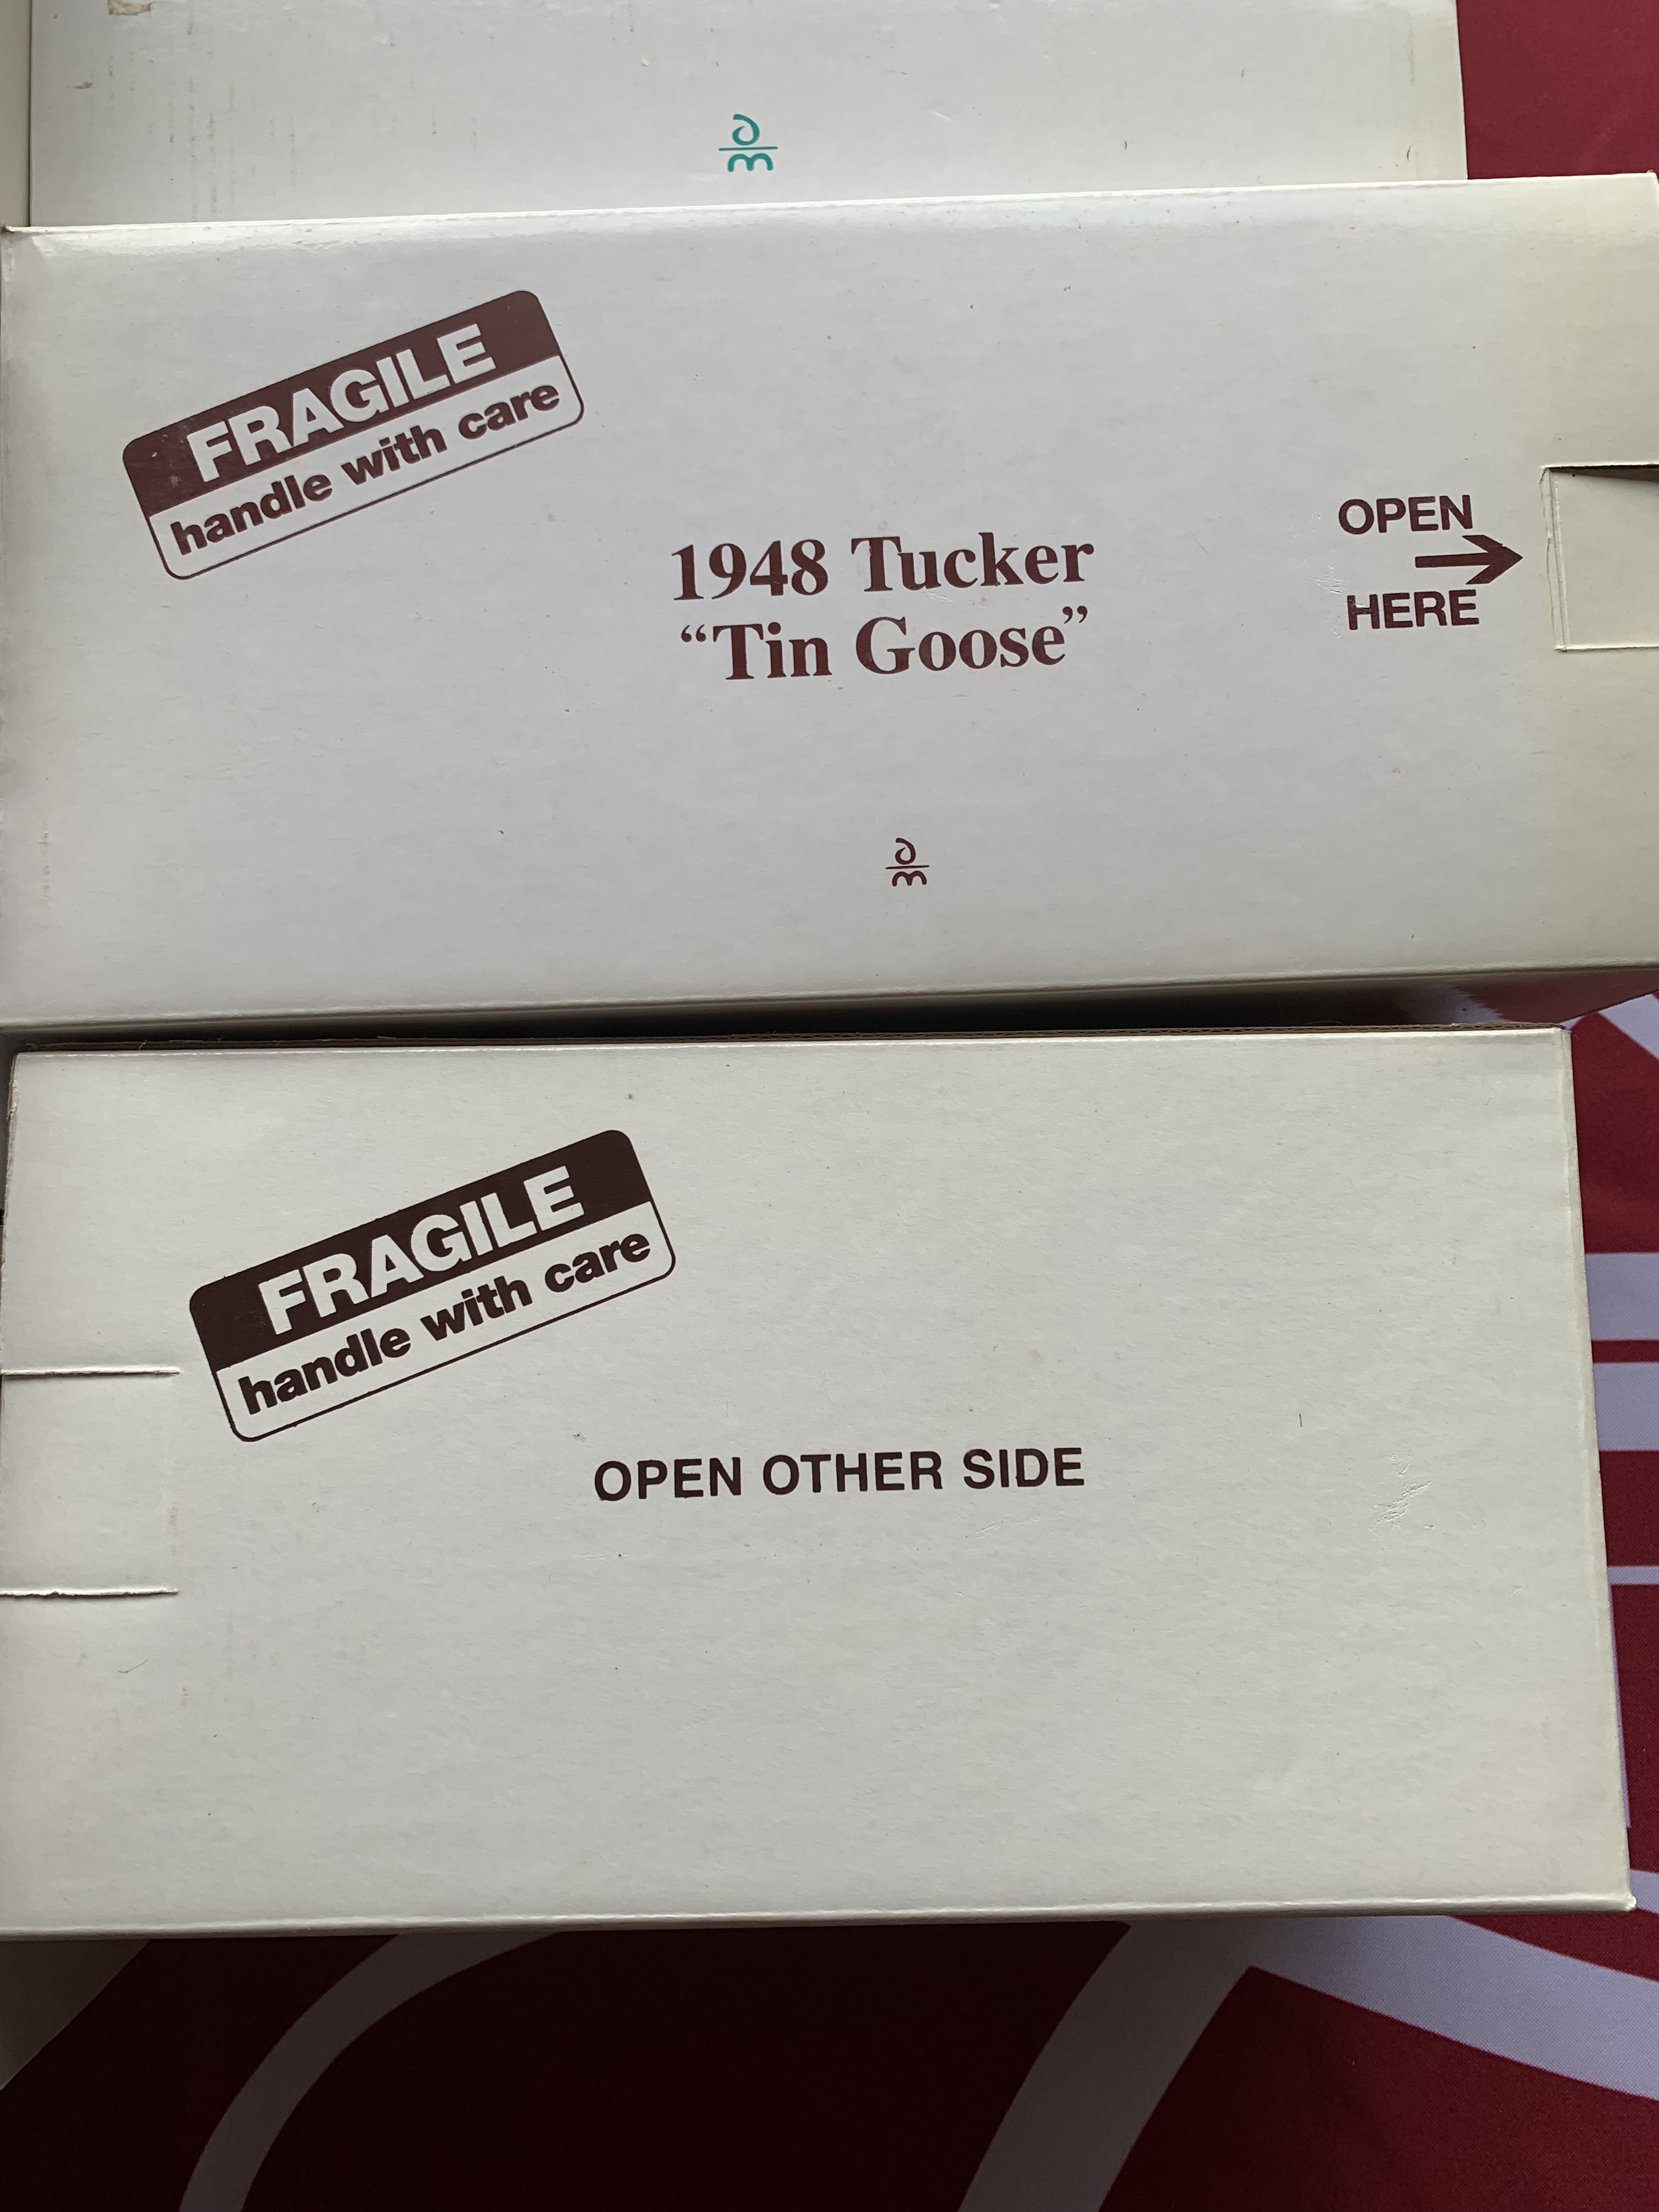 FRAGILE
handle with care
1948 Tucker
“Tin Goose”
OPEN
HERE
FRAGILE
handle with care
OPEN OTHER SIDE